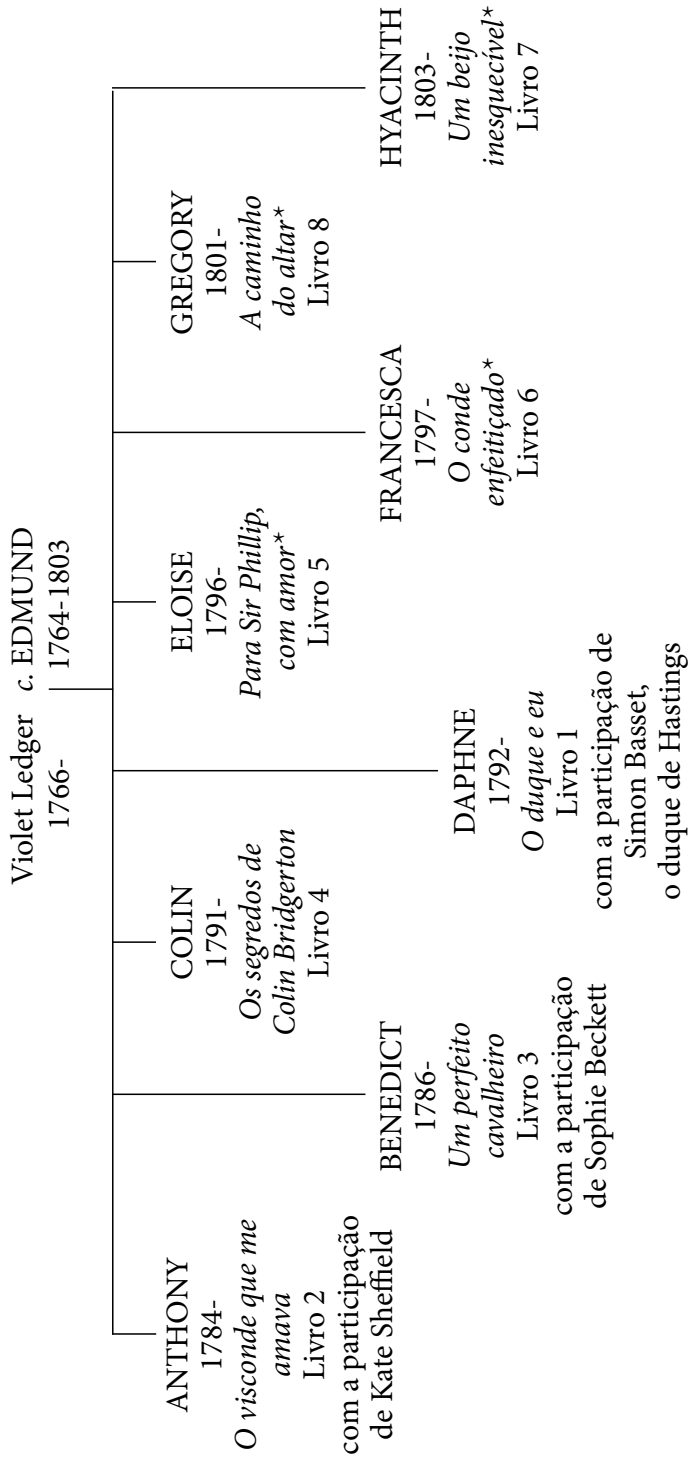 Violet Ledger c. EDMUND
1766- 1764-1803
ANTHONY
1784-
O visconde que me
amava
Livro 2
com a participação
de Kate Sheffield
BENEDICT
1786-
Um perfeito
cavalheiro
Livro 3
com a participação
de Sophie Beckett
COLIN
1791-
Os segredos de
Colin Bridgerton
Livro 4
DAPHNE
1792-
O duque e eu
Livro 1
com a participação de
Simon Basset,
o duque de Hastings
ELOISE
1796-
Para Sir Phillip,
com amor*
Livro 5
FRANCESCA
1797-
O conde
enfeitiçado*
Livro 6
GREGORY
1801-
A caminho
do altar*
Livro 8
HYACINTH
1803-
Um beijo
inesquecível*
Livro 7